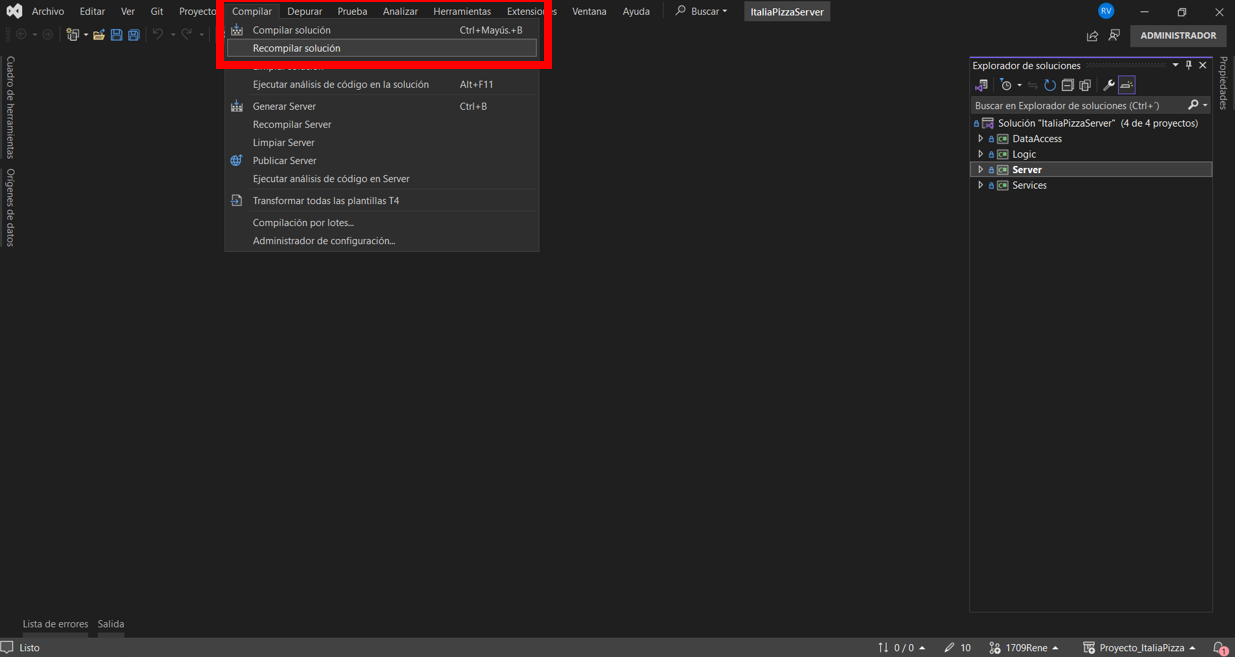 Archivo Editar Ver Git Proyecto Compilar Depurar Prueba Analizar Herramientas Extensiones Ventana Ayuda Buscar ItaliaPizzaServer RV
ADMINISTRADOR
Compilar solución Ctrl+Mayús.+B
Recompilar solución
Limpiar solución
Ejecutar análisis de código en la solución Alt+F11
Generar Server Ctrl+B
Recompilar Server
Limpiar Server
Publicar Server
Ejecutar análisis de código en Server
Transformar todas las plantillas T4
Compilación por lotes...
Administrador de configuración...
Cuadro de herramientas
Orígenes de datos
Explorador de soluciones
Buscar en Explorador de soluciones (Ctrl+´)
Solución "ItaliaPizzaServer" (4 de 4 proyectos)
C# DataAccess
C# Logic
C# Server
C# Services
Propiedades
Lista de errores Salida
Listo 0 / 0 10 1709Rene Proyecto_ItaliaPizza 1